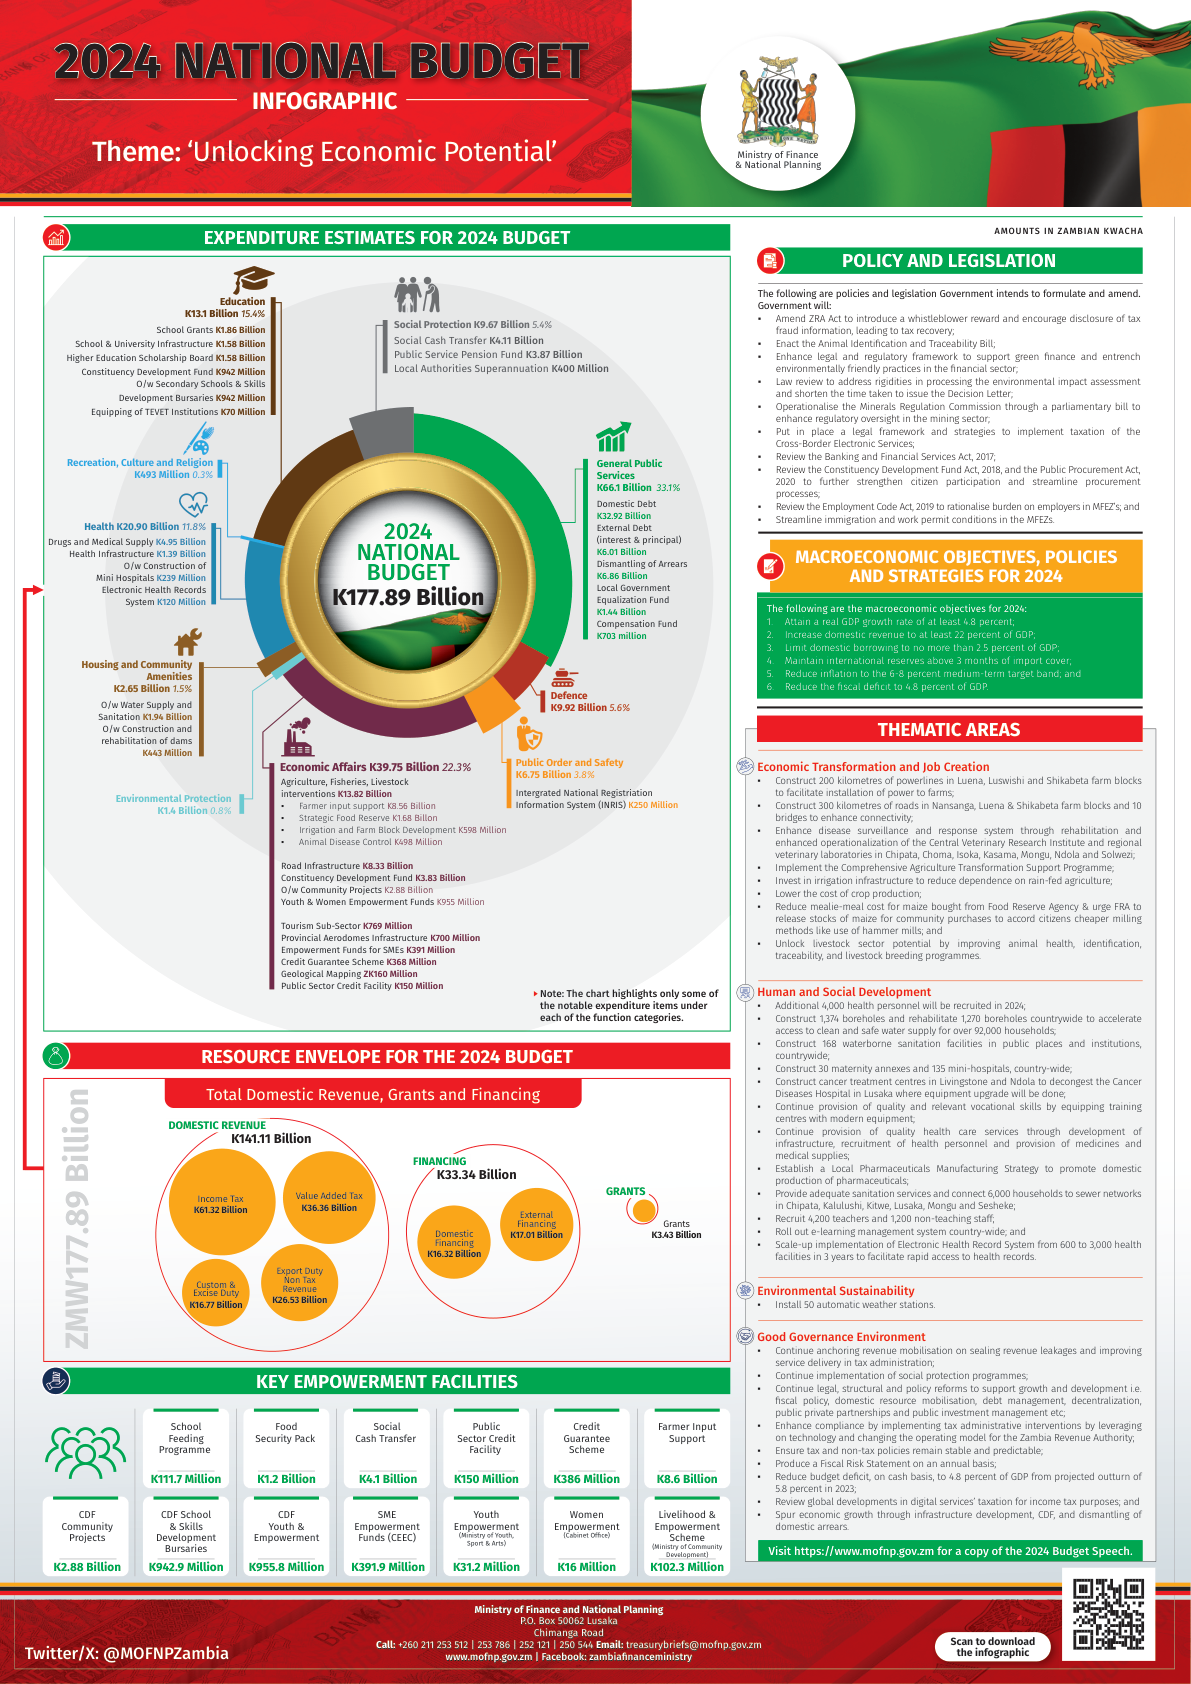 2024 NATIONAL BUDGET
INFOGRAPHIC
Theme: ‘Unlocking Economic Potential’
Ministry of Finance
& National Planning
EXPENDITURE ESTIMATES FOR 2024 BUDGET
Education
K13.1 Billion 15.4%
School Grants K1.86 Billion
School & University Infrastructure K1.58 Billion
Higher Education Scholarship Board K1.58 Billion
Constituency Development Fund K942 Million
O/w Secondary Schools & Skills
Development Bursaries K942 Million
Equipping of TEVET Institutions K70 Million
Social Protection K9.67 Billion 5.4%
Social Cash Transfer K4.11 Billion
Public Service Pension Fund K3.87 Billion
Local Authorities Superannuation K400 Million
Recreation, Culture and Religion
K493 Million 0.3%
Health K20.90 Billion 11.8%
Drugs and Medical Supply K4.95 Billion
Health Infrastructure K1.39 Billion
O/w Construction of
Mini Hospitals K239 Million
Electronic Health Records
System K120 Million
Housing and Community
Amenities
K2.65 Billion 1.5%
O/w Water Supply and
Sanitation K1.94 Billion
O/w Construction and
rehabilitation of dams
K443 Million
Environmental Protection
K1.4 Billion 0.8%
2024
NATIONAL
BUDGET
K177.89 Billion
General Public
Services
K66.1 Billion 33.1%
Domestic Debt
K32.92 Billion
External Debt
(interest & principal)
K6.01 Billion
Dismantling of Arrears
K6.86 Billion
Local Government
Equalization Fund
K1.44 Billion
Compensation Fund
K703 million
Defence
K9.92 Billion 5.6%
Public Order and Safety
K6.75 Billion 3.8%
Intergrated National Registriation
Information System (INRIS) K250 Million
Economic Affairs K39.75 Billion 22.3%
Agriculture, Fisheries, Livestock
interventions K13.82 Billion
• Farmer input support K8.56 Billion
• Strategic Food Reserve K1.68 Billon
• Irrigation and Farm Block Development K598 Million
• Animal Disease Control K498 Million
Road Infrastructure K8.33 Billion
Constituency Development Fund K3.83 Billion
O/w Community Projects K2.88 Billion
Youth & Women Empowerment Funds K955 Million
Tourism Sub-Sector K769 Million
Provincial Aerodomes Infrastructure K700 Million
Empowerment Funds for SMEs K391 Million
Credit Guarantee Scheme K368 Million
Geological Mapping ZK160 Million
Public Sector Credit Facility K150 Million
Note: The chart highlights only some of
the notable expenditure items under
each of the function categories.
RESOURCE ENVELOPE FOR THE 2024 BUDGET
ZMW177.89 Billion
Total Domestic Revenue, Grants and Financing
DOMESTIC REVENUE
K141.11 Billion
Income Tax
K61.32 Billion
Value Added Tax
K36.36 Billion
Custom &
Excise Duty
K16.77 Billion
Export Duty
Non Tax
Revenue
K26.53 Billion
FINANCING
K33.34 Billion
Domestic
Financing
K16.32 Billion
External
Financing
K17.01 Billion
GRANTS
Grants
K3.43 Billion
KEY EMPOWERMENT FACILITIES
School
Feeding
Programme
K111.7 Million
Food
Security Pack
K1.2 Billion
Social
Cash Transfer
K4.1 Billion
Public
Sector Credit
Facility
K150 Million
Credit
Guarantee
Scheme
K386 Million
Farmer Input
Support
K8.6 Billion
CDF
Community
Projects
K2.88 Billion
CDF School
& Skills
Development
Bursaries
K942.9 Million
CDF
Youth &
Empowerment
K955.8 Million
SME
Empowerment
Funds (CEEC)
K391.9 Million
Youth
Empowerment
(Ministry of Youth,
Sport & Arts)
K31.2 Million
Women
Empowerment
(Cabinet Office)
K16 Million
Livelihood &
Empowerment
Scheme
(Ministry of Community
Development)
K102.3 Million
AMOUNTS IN ZAMBIAN KWACHA
POLICY AND LEGISLATION
The following are policies and legislation Government intends to formulate and amend.
Government will:
• Amend ZRA Act to introduce a whistleblower reward and encourage disclosure of tax
fraud information, leading to tax recovery;
• Enact the Animal Identification and Traceability Bill;
• Enhance legal and regulatory framework to support green finance and entrench
environmentally friendly practices in the financial sector;
• Law review to address rigidities in processing the environmental impact assessment
and shorten the time taken to issue the Decision Letter;
• Operationalise the Minerals Regulation Commission through a parliamentary bill to
enhance regulatory oversight in the mining sector;
• Put in place a legal framework and strategies to implement taxation of the
Cross-Border Electronic Services;
• Review the Banking and Financial Services Act, 2017;
• Review the Constituency Development Fund Act, 2018, and the Public Procurement Act,
2020 to further strengthen citizen participation and streamline procurement
processes;
• Review the Employment Code Act, 2019 to rationalise burden on employers in MFEZ’s; and
• Streamline immigration and work permit conditions in the MFEZs.
MACROECONOMIC OBJECTIVES, POLICIES
AND STRATEGIES FOR 2024
The following are the macroeconomic objectives for 2024:
1. Attain a real GDP growth rate of at least 4.8 percent;
2. Increase domestic revenue to at least 22 percent of GDP;
3. Limit domestic borrowing to no more than 2.5 percent of GDP;
4. Maintain international reserves above 3 months of import cover;
5. Reduce inflation to the 6-8 percent medium-term target band; and
6. Reduce the fiscal deficit to 4.8 percent of GDP.
THEMATIC AREAS
Economic Transformation and Job Creation
• Construct 200 kilometres of powerlines in Luena, Luswishi and Shikabeta farm blocks
to facilitate installation of power to farms;
• Construct 300 kilometres of roads in Nansanga, Luena & Shikabeta farm blocks and 10
bridges to enhance connectivity;
• Enhance disease surveillance and response system through rehabilitation and
enhanced operationalization of the Central Veterinary Research Institute and regional
veterinary laboratories in Chipata, Choma, Isoka, Kasama, Mongu, Ndola and Solwezi;
• Implement the Comprehensive Agriculture Transformation Support Programme;
• Invest in irrigation infrastructure to reduce dependence on rain-fed agriculture;
• Lower the cost of crop production;
• Reduce mealie-meal cost for maize bought from Food Reserve Agency & urge FRA to
release stocks of maize for community purchases to accord citizens cheaper milling
methods like use of hammer mills; and
• Unlock livestock sector potential by improving animal health, identification,
traceability, and livestock breeding programmes.
Human and Social Development
• Additional 4,000 health personnel will be recruited in 2024;
• Construct 1,374 boreholes and rehabilitate 1,270 boreholes countrywide to accelerate
access to clean and safe water supply for over 92,000 households;
• Construct 168 waterborne sanitation facilities in public places and institutions,
countrywide;
• Construct 30 maternity annexes and 135 mini-hospitals, country-wide;
• Construct cancer treatment centres in Livingstone and Ndola to decongest the Cancer
Diseases Hospital in Lusaka where equipment upgrade will be done;
• Continue provision of quality and relevant vocational skills by equipping training
centres with modern equipment;
• Continue provision of quality health care services through development of
infrastructure, recruitment of health personnel and provision of medicines and
medical supplies;
• Establish a Local Pharmaceuticals Manufacturing Strategy to promote domestic
production of pharmaceuticals;
• Provide adequate sanitation services and connect 6,000 households to sewer networks
in Chipata, Kalulushi, Kitwe, Lusaka, Mongu and Sesheke;
• Recruit 4,200 teachers and 1,200 non-teaching staff;
• Roll out e-learning management system country-wide; and
• Scale-up implementation of Electronic Health Record System from 600 to 3,000 health
facilities in 3 years to facilitate rapid access to health records.
Environmental Sustainability
• Install 50 automatic weather stations.
Good Governance Environment
• Continue anchoring revenue mobilisation on sealing revenue leakages and improving
service delivery in tax administration;
• Continue implementation of social protection programmes;
• Continue legal, structural and policy reforms to support growth and development i.e.
fiscal policy, domestic resource mobilisation, debt management, decentralization,
public private partnerships and public investment management etc;
• Enhance compliance by implementing tax administrative interventions by leveraging
on technology and changing the operating model for the Zambia Revenue Authority;
• Ensure tax and non-tax policies remain stable and predictable;
• Produce a Fiscal Risk Statement on an annual basis;
• Reduce budget deficit, on cash basis, to 4.8 percent of GDP from projected outturn of
5.8 percent in 2023;
• Review global developments in digital services’ taxation for income tax purposes; and
• Spur economic growth through infrastructure development, CDF, and dismantling of
domestic arrears.
Visit https://www.mofnp.gov.zm for a copy of the 2024 Budget Speech.
Twitter/X: @MOFNPZambia
Ministry of Finance and National Planning
P.O. Box 50062 Lusaka
Chimanga Road
Call: +260 211 253 512 | 253 786 | 252 121 | 250 544 Email: treasurybriefs@mofnp.gov.zm
www.mofnp.gov.zm | Facebook: zambiafinanceministry
Scan to download
the infographic